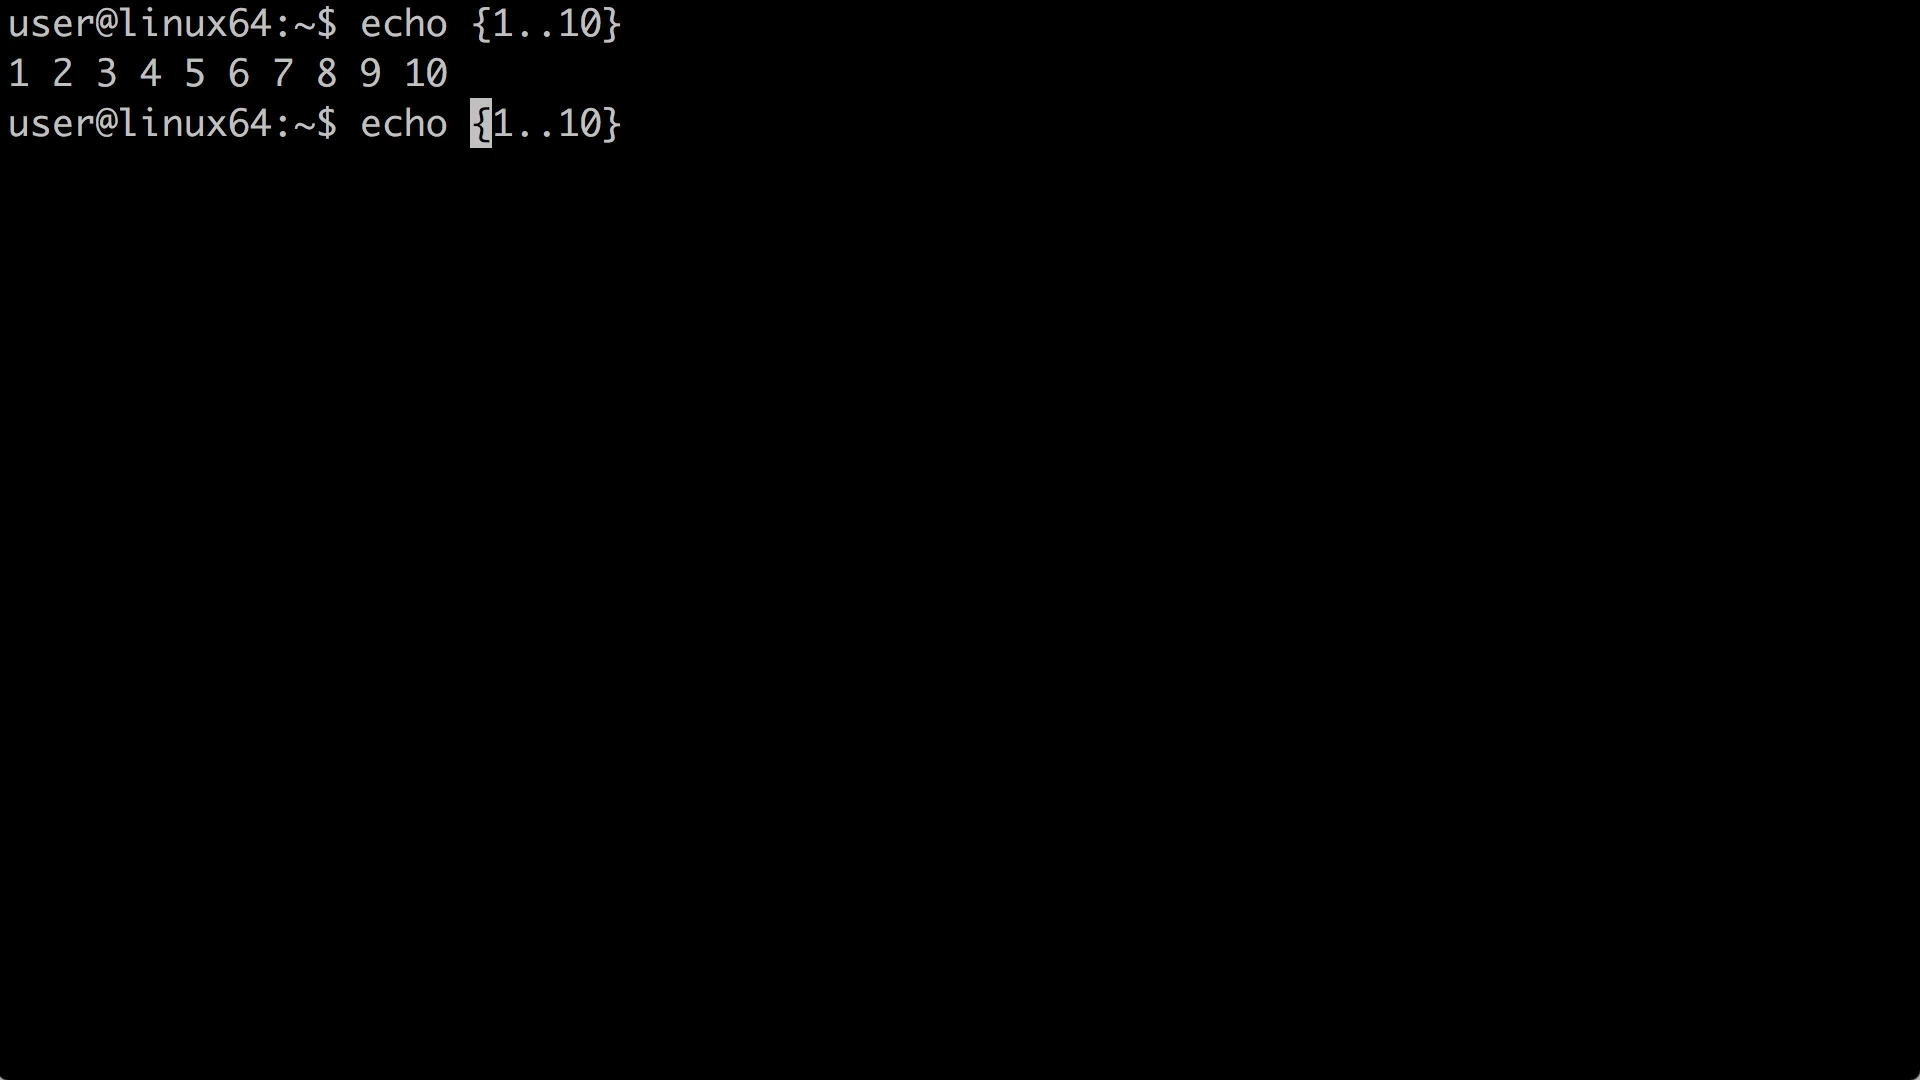 user@linux64:~$ echo {1..10}
1 2 3 4 5 6 7 8 9 10
user@linux64:~$ echo {1..10}